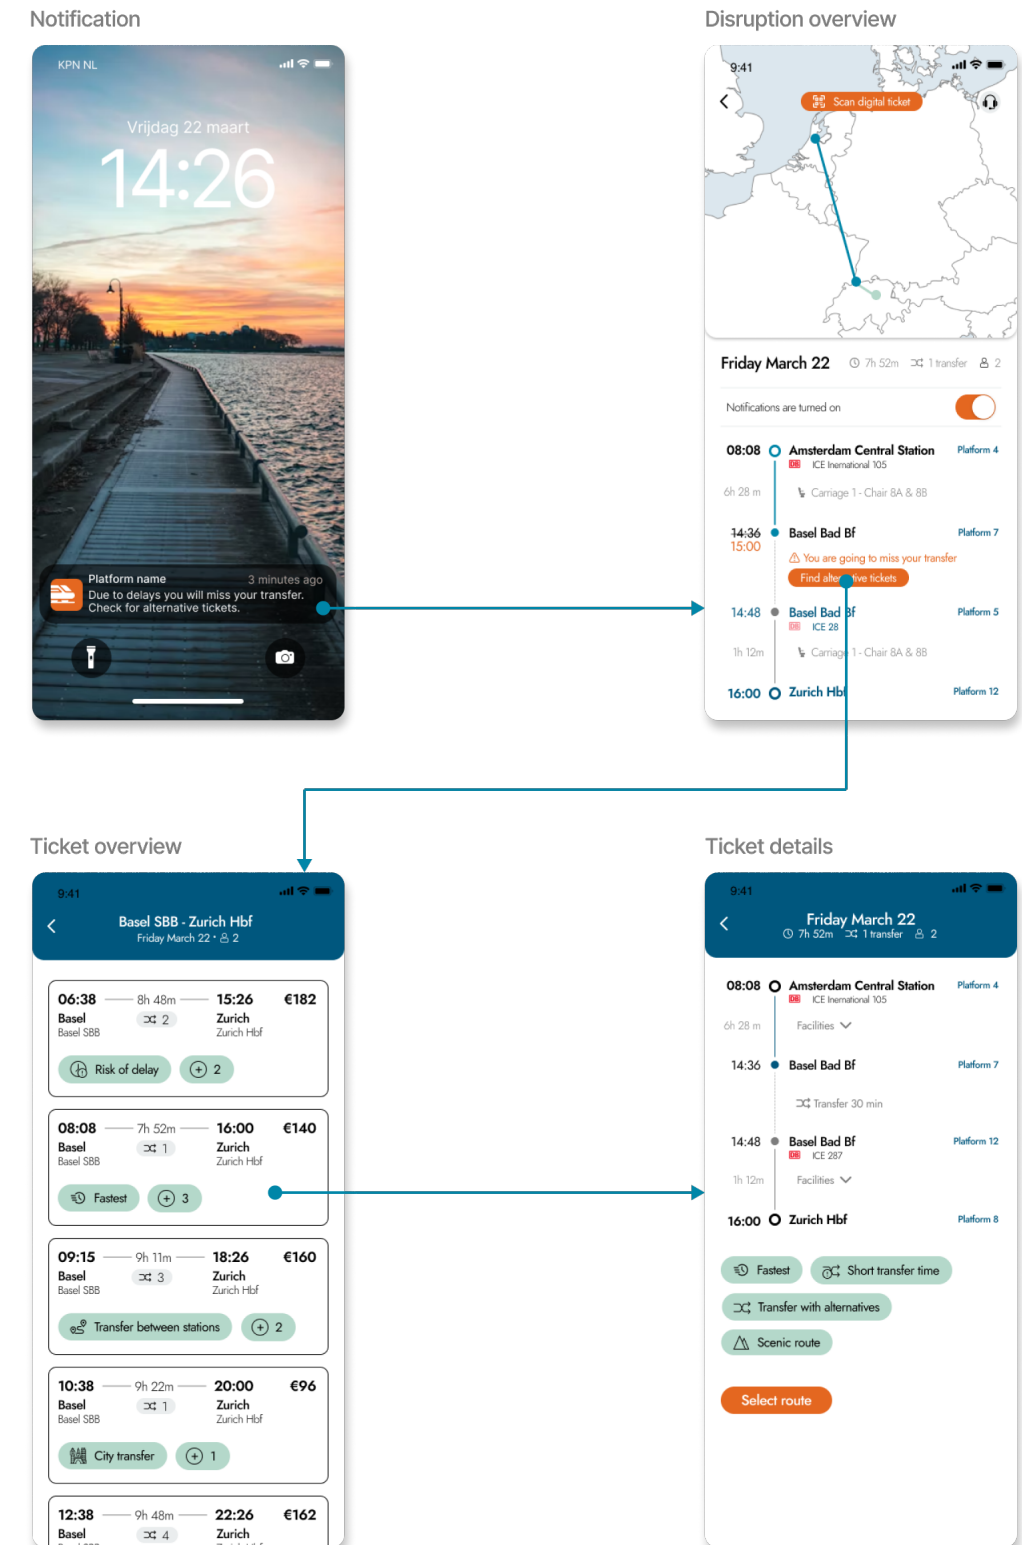 Notification
KPN NL
Vrijdag 22 maart
14:26
Platform name 3 minutes ago
Due to delays you will miss your transfer.
Check for alternative tickets.
Disruption overview
9:41
Scan digital ticket
Friday March 22 7h 52m 1 transfer 2
Notifications are turned on
08:08 Amsterdam Central Station Platform 4
DB ICE Inernational 105
6h 28 m Carriage 1 - Chair 8A & 8B
14:36 Basel Bad Bf Platform 7
15:00
You are going to miss your transfer
Find alternative tickets
14:48 Basel Bad Bf Platform 5
DB ICE 28
1h 12m Carriage 1 - Chair 8A & 8B
16:00 Zurich Hbf Platform 12
Ticket overview
9:41
Basel SBB - Zurich Hbf
Friday March 22 • 2
06:38 8h 48m 15:26 €182
Basel 2 Zurich
Basel SBB Zurich Hbf
Risk of delay + 2
08:08 7h 52m 16:00 €140
Basel 1 Zurich
Basel SBB Zurich Hbf
Fastest + 3
09:15 9h 11m 18:26 €160
Basel 3 Zurich
Basel SBB Zurich Hbf
Transfer between stations + 2
10:38 9h 22m 20:00 €96
Basel 1 Zurich
Basel SBB Zurich Hbf
City transfer + 1
12:38 9h 48m 22:26 €162
Basel 4 Zurich
Ticket details
9:41
Friday March 22
7h 52m 1 transfer 2
08:08 Amsterdam Central Station Platform 4
DB ICE Inernational 105
6h 28 m Facilities
14:36 Basel Bad Bf Platform 7
Transfer 30 min
14:48 Basel Bad Bf Platform 12
DB ICE 287
1h 12m Facilities
16:00 Zurich Hbf Platform 8
Fastest Short transfer time
Transfer with alternatives
Scenic route
Select route